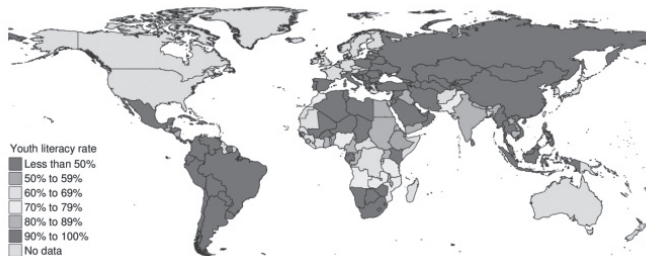 Youth literacy rate
Less than 50%
50% to 59%
60% to 69%
70% to 79%
80% to 89%
90% to 100%
No data